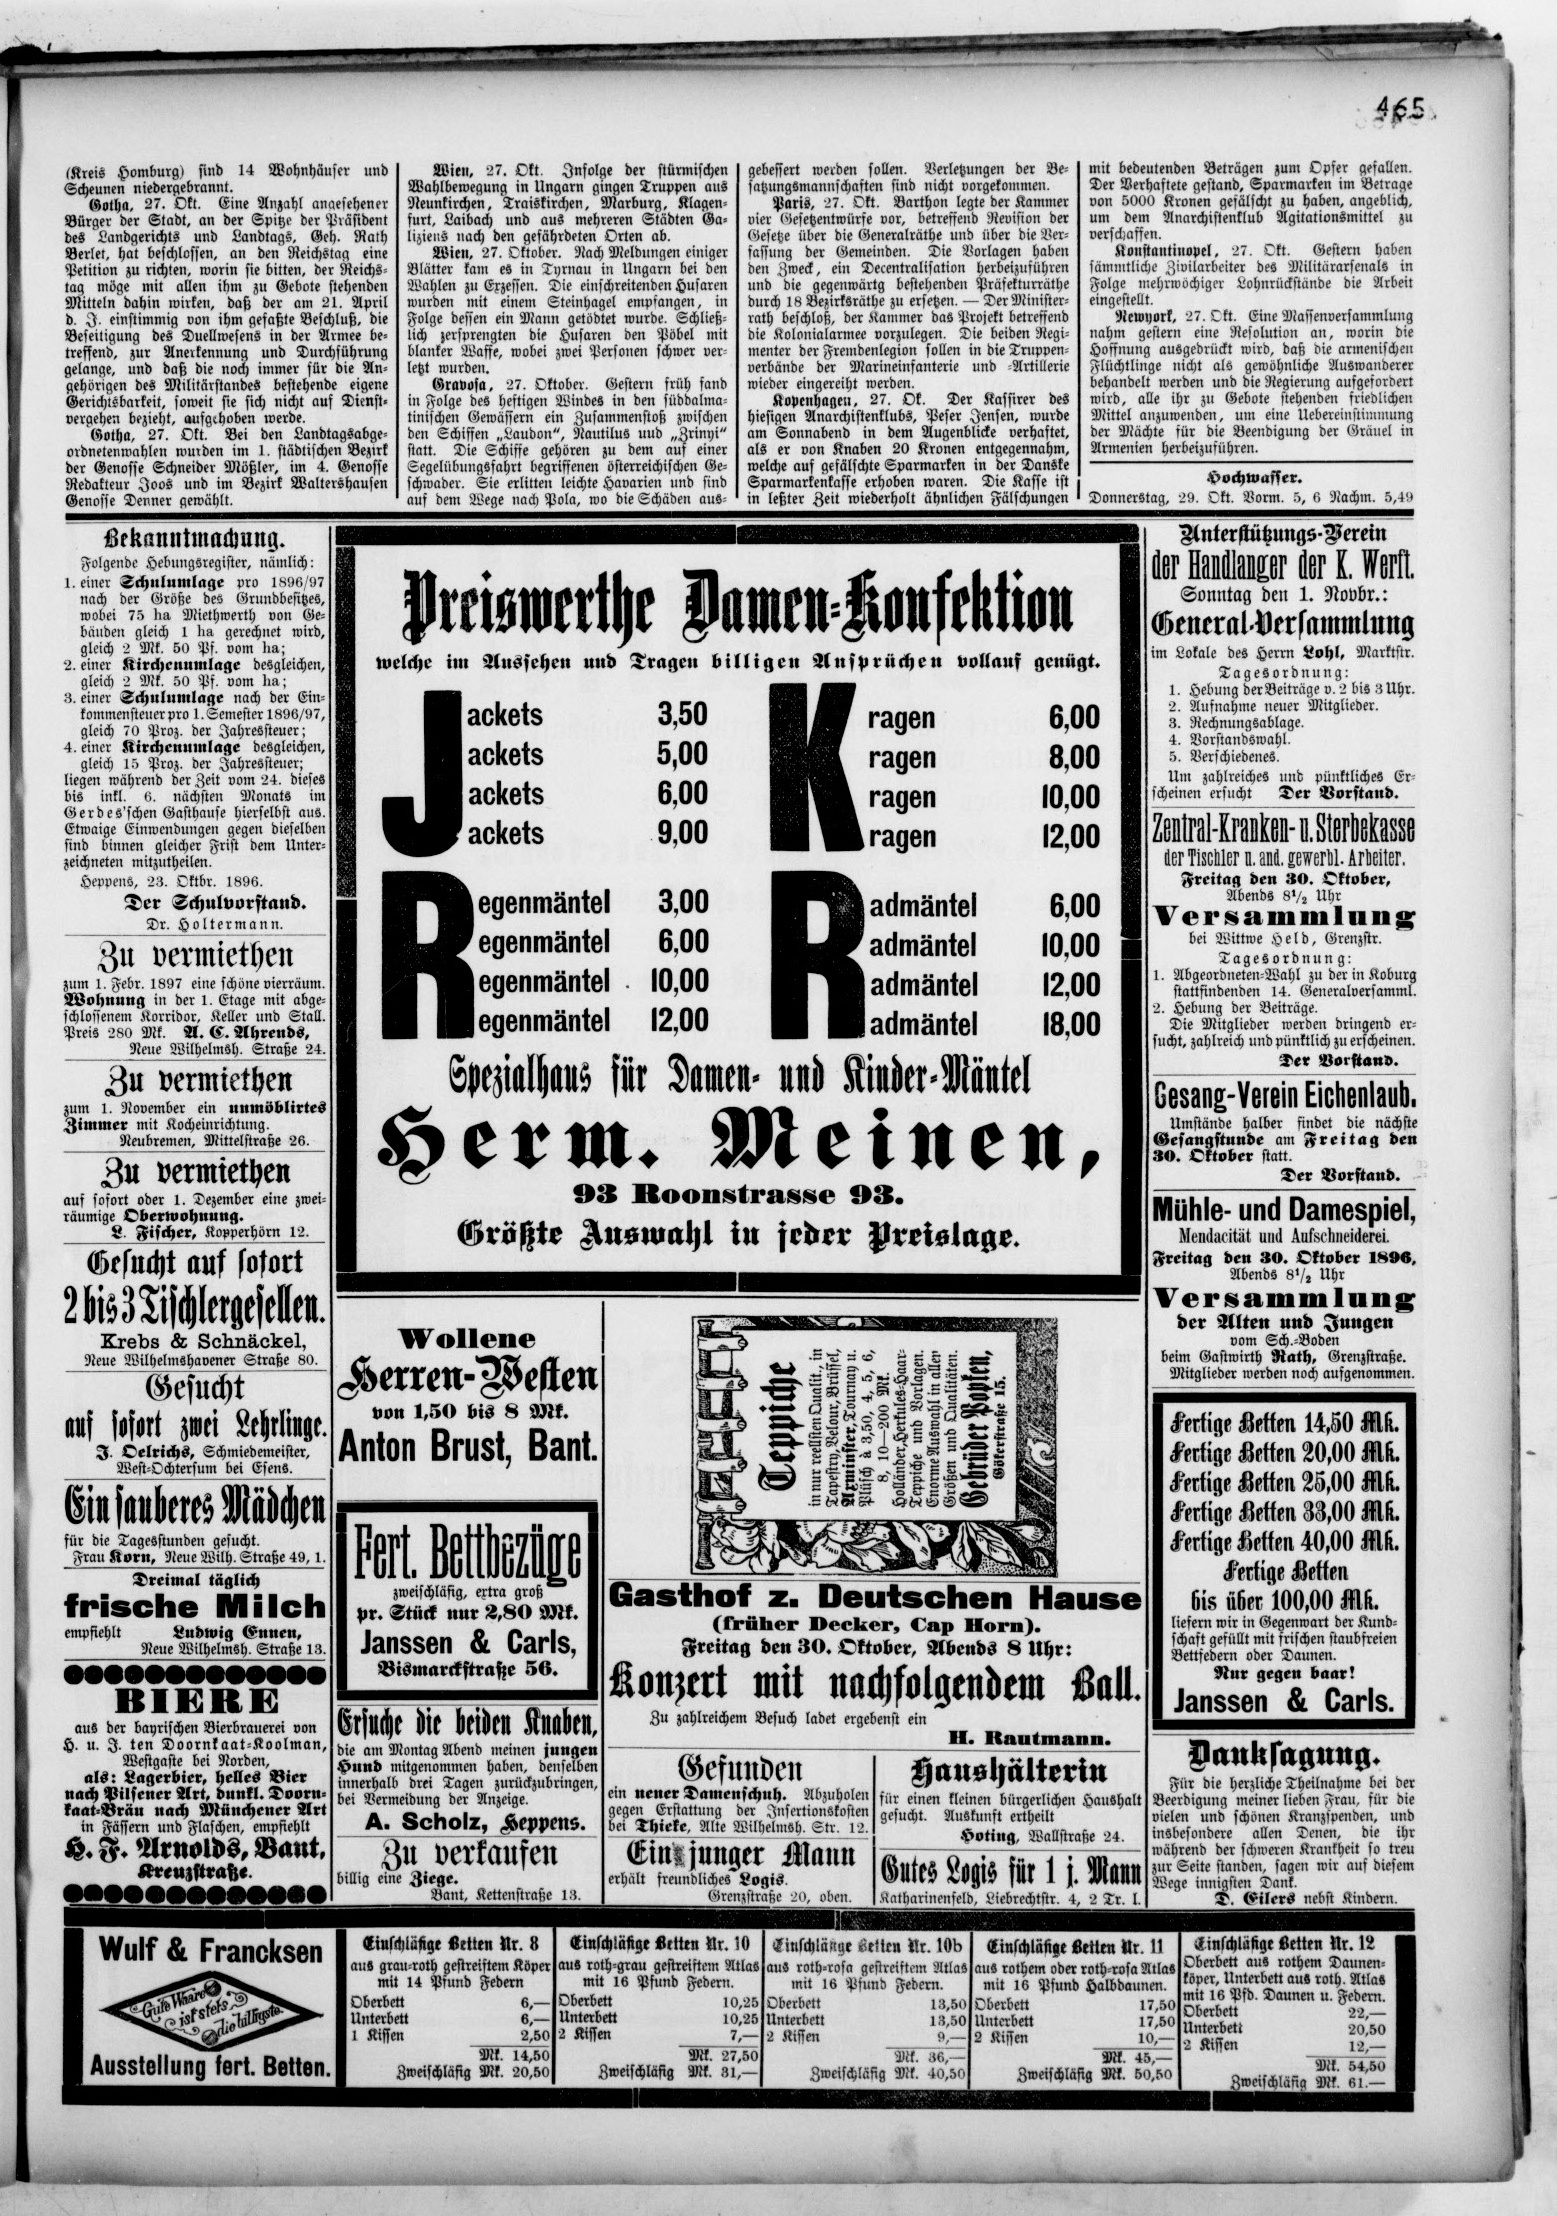 465
(Kreis Homburg) sind 14 Wohnhäuser und
Scheunen niedergebrannt.
Gotha, 27. Okt. Eine Anzahl angesehener
Bürger der Stadt, an der Spitze der Präsident
des Landgerichts und Landtags, Geh. Rath
Berlet, hat beschlossen, an den Reichstag eine
Petition zu richten, worin sie bitten, der Reichs-
tag möge mit allen ihm zu Gebote stehenden
Mitteln dahin wirken, daß der am 21. April
d. J. einstimmig von ihm gefaßte Beschluß, die
Beseitigung des Duellwesens in der Armee be-
treffend, zur Anerkennung und Durchführung
gelange, und daß die noch immer für die An-
gehörigen des Militärstandes bestehende eigene
Gerichtsbarkeit, soweit sie sich nicht auf Dienst-
vergehen bezieht, aufgehoben werde.
Gotha, 27. Okt. Bei den Landtagsabge-
ordnetenwahlen wurden im 1. städtischen Bezirk
der Genosse Schneider Mößler, im 4. Genosse
Redakteur Joos und im Bezirk Waltershausen
Genosse Denner gewählt.
Wien, 27. Okt. Infolge der stürmischen
Wahlbewegung in Ungarn gingen Truppen aus
Neunkirchen, Traiskirchen, Marburg, Klagen-
furt, Laibach und aus mehreren Städten Ga-
liziens nach den gefährdeten Orten ab.
Wien, 27. Oktober. Nach Meldungen einiger
Blätter kam es in Tyrnau in Ungarn bei den
Wahlen zu Exzessen. Die einschreitenden Husaren
wurden mit einem Steinhagel empfangen, in
Folge dessen ein Mann getödtet wurde. Schließ-
lich zersprengten die Husaren den Pöbel mit
blanker Waffe, wobei zwei Personen schwer ver-
letzt wurden.
Gravosa, 27. Oktober. Gestern früh fand
in Folge des heftigen Windes in den süddalma-
tinischen Gewässern ein Zusammenstoß zwischen
den Schiffen „Laudon“, Nautilus uud „Zrinyi“
statt. Die Schiffe gehören zu dem auf einer
Segelübungsfahrt begriffenen österreichischen Ge-
schwader. Sie erlitten leichte Havarien und sind
auf dem Wege nach Pola, wo die Schäden aus-
gebessert werden sollen. Verletzungen der Be-
satzungsmannschaften sind nicht vorgekommen.
Paris, 27. Okt. Barthon legte der Kammer
vier Gesetzentwürfe vor, betreffend Revision der
Gesetze über die Generalräthe und über die Ver-
fassung der Gemeinden. Die Vorlagen haben
den Zweck, ein Decentralisation herbeizuführen
und die gegenwärtig bestehenden Präfekturräthe
durch 18 Bezirksräthe zu ersetzen. — Der Minister-
rath beschloß, der Kammer das Projekt betreffend
die Kolonialarmee vorzulegen. Die beiden Regi-
menter der Fremdenlegion sollen in die Truppen-
verbände der Marineinfanterie und -Artillerie
wieder eingereiht werden.
Kopenhagen, 27. Ok. Der Kassirer des
hiesigen Anarchistenklubs, Peser Jensen, wurde
am Sonnabend in dem Augenblicke verhaftet,
als er von Knaben 20 Kronen entgegennahm,
welche auf gefälschte Sparmarken in der Danske
Sparmarkenkasse erhoben waren. Die Kasse ist
in letzter Zeit wiederholt ähnlichen Fälschungen
mit bedeutenden Beträgen zum Opfer gefallen.
Der Verhaftete gestand, Sparmarken im Betrage
von 5000 Kronen gefälscht zu haben, angeblich,
um dem Anarchistenklub Agitationsmittel zu
verschaffen.
Konstantinopel, 27. Okt. Gestern haben
sämmtliche Zivilarbeiter des Militärarsenals in
Folge mehrwöchiger Lohnrückstände die Arbeit
eingestellt.
Newyork, 27. Okt. Eine Massenversammlung
nahm gestern eine Resolution an, worin die
Hoffnung ausgedrückt wird, daß die armenischen
Flüchtlinge nicht als gewöhnliche Auswanderer
behandelt werden und die Regierung aufgefordert
wird, alle ihr zu Gebote stehenden friedlichen
Mittel anzuwenden, um eine Uebereinstimmung
der Mächte für die Beendigung der Gräuel in
Armenien herbeizuführen.
Hochwasser.
Donnerstag, 29. Okt. Vorm. 5, 6 Nachm. 5,49
Bekanntmachung.
Folgende Hebungsregister, nämlich:
1. einer Schulumlage pro 1896/97
nach der Größe des Grundbesitzes,
wobei 75 ha Miethwerth von Ge-
bäuden gleich 1 ha gerechnet wird,
gleich 2 Mk. 50 Pf. vom ha;
2. einer Kirchenumlage desgleichen,
gleich 2 Mk. 50 Pf. vom ha;
3. einer Schulumlage nach der Ein-
kommensteuer pro 1. Semester 1896/97,
gleich 70 Proz. der Jahressteuer;
4. einer Kirchenumlage desgleichen,
gleich 15 Proz. der Jahressteuer;
liegen während der Zeit vom 24. dieses
bis inkl. 6. nächsten Monats im
Gerdes'schen Gasthause hierselbst aus.
Etwaige Einwendungen gegen dieselben
sind binnen gleicher Frist dem Unter-
zeichneten mitzutheilen.
Heppens, 23. Oktbr. 1896.
Der Schulvorstand.
Dr. Holtermann.
Zu vermiethen
zum 1. Febr. 1897 eine schöne vierräum.
Wohnung in der 1. Etage mit abge-
schlossenem Korridor, Keller und Stall.
Preis 280 Mk. A. C. Ahrends,
Neue Wilhelmsh. Straße 24.
Zu vermiethen
zum 1. November ein unmöblirtes
Zimmer mit Kocheinrichtung.
Neubremen, Mittelstraße 26.
Zu vermiethen
auf sofort oder 1. Dezember eine zwei-
räumige Oberwohnung.
L. Fischer, Kopperhörn 12.
Gesucht auf sofort
2 bis 3 Tischlergesellen.
Krebs & Schnäckel,
Neue Wilhelmshavener Straße 80.
Gesucht
auf sofort zwei Lehrlinge.
J. Oelrichs, Schmiedemeister,
West-Ochtersum bei Esens.
Ein sauberes Mädchen
für die Tagesstunden gesucht.
Frau Korn, Neue Wilh. Straße 49, 1.
Dreimal täglich
frische Milch
empfiehlt Ludwig Ennen,
Neue Wilhelmsh. Straße 13.
BIERE
aus der bayrischen Bierbrauerei von
H. u. J. ten Doornkaat-Koolman,
Westgaste bei Norden,
als: Lagerbier, helles Bier
nach Pilsener Art, dunkl. Doorn-
kaat-Bräu nach Münchener Art
in Fässern und Flaschen, empfiehlt
H. F. Arnolds, Bant,
Kreuzstraße.
Preiswerthe Damen-Konfektion
welche im Aussehen und Tragen billigen Ansprüchen vollauf genügt.
Jackets 3,50
Jackets 5,00
Jackets 6,00
Jackets 9,00
Kragen 6,00
Kragen 8,00
Kragen 10,00
Kragen 12,00
Regenmäntel 3,00
Regenmäntel 6,00
Regenmäntel 10,00
Regenmäntel 12,00
Radmäntel 6,00
Radmäntel 10,00
Radmäntel 12,00
Radmäntel 18,00
Spezialhaus für Damen- und Kinder-Mäntel
Herm. Meinen,
93 Roonstrasse 93.
Größte Auswahl in jeder Preislage.
Wollene
Herren-Westen
von 1,50 bis 8 Mk.
Anton Brust, Bant.
Fert. Bettbezüge
zweischläfig, extra groß
pr. Stück nur 2,80 Mk.
Janssen & Carls,
Bismarckstraße 56.
Ersuche die beiden Knaben,
die am Montag Abend meinen jungen
Hund mitgenommen haben, denselben
innerhalb drei Tagen zurückzubringen,
bei Vermeidung der Anzeige.
A. Scholz, Heppens.
Zu verkaufen
billig eine Ziege.
Bant, Kettenstraße 13.
Teppiche
in nur reellsten Qualit., in
Tapestry, Velour, Brüssel,
Axminster, Tournay u.
Plüsch à 3,50, 4, 5, 6,
8, 10—200 Mk.
Holländer, Herkules-Haar-
Teppiche und Vorlagen.
Enorme Auswahl in allen
Größen und Qualitäten.
Gebrüder Popken,
Gökerstraße 15.
Gasthof z. Deutschen Hause
(früher Decker, Cap Horn).
Freitag den 30. Oktober, Abends 8 Uhr:
Konzert mit nachfolgendem Ball.
Zu zahlreichem Besuch ladet ergebenst ein
H. Rautmann.
Gefunden
ein neuer Damenschuh. Abzuholen
gegen Erstattung der Insertionskosten
bei Thieke, Alte Wilhelmsh. Str. 12.
Ein junger Mann
erhält freundliches Logis.
Grenzstraße 20, oben.
Haushälterin
für einen kleinen bürgerlichen Haushalt
gesucht. Auskunft ertheilt
Hoting, Wallstraße 24.
Gutes Logis für 1 j. Mann
Katharinenfeld, Liebrechtstr. 4, 2 Tr. l.
Unterstützungs-Verein
der Handlanger der K. Werft.
Sonntag den 1. Novbr.:
General-Versammlung
im Lokale des Herrn Lohl, Marktstr.
Tagesordnung:
1. Hebung der Beiträge v. 2 bis 3 Uhr.
2. Aufnahme neuer Mitglieder.
3. Rechnungsablage.
4. Vorstandswahl.
5. Verschiedenes.
Um zahlreiches und pünktliches Er-
scheinen ersucht Der Vorstand.
Zentral-Kranken- u. Sterbekasse
der Tischler u. and. gewerbl. Arbeiter.
Freitag den 30. Oktober,
Abends 8½ Uhr
Versammlung
bei Wittwe Held, Grenzstr.
Tagesordnung:
1. Abgeordneten-Wahl zu der in Koburg
stattfindenden 14. Generalversamml.
2. Hebung der Beiträge.
Die Mitglieder werden bringend er-
sucht, zahlreich und pünktlich zu erscheinen.
Der Vorstand.
Gesang-Verein Eichenlaub.
Umstände halber findet die nächste
Gesangstunde am Freitag den
30. Oktober statt.
Der Vorstand.
Mühle- und Damespiel,
Mendacität und Aufschneiderei.
Freitag den 30. Oktober 1896,
Abends 8½ Uhr
Versammlung
der Alten und Jungen
vom Sch.-Boden
beim Gastwirth Rath, Grenzstraße.
Mitglieder werden noch aufgenommen.
Fertige Betten 14,50 Mk.
Fertige Betten 20,00 Mk.
Fertige Betten 25,00 Mk.
Fertige Betten 33,00 Mk.
Fertige Betten 40,00 Mk.
Fertige Betten
bis über 100,00 Mk.
liefern wir in Gegenwart der Kund-
schaft gefüllt mit frischen staubfreien
Bettfedern oder Daunen.
Nur gegen baar!
Janssen & Carls.
Danksagung.
Für die herzliche Theilnahme bei der
Beerdigung meiner lieben Frau, für die
vielen und schönen Kranzspenden, und
insbesondere allen Denen, die ihr
während der schweren Krankheit so treu
zur Seite standen, sagen wir auf diesem
Wege innigsten Dank.
D. Eilers nebst Kindern.
Wulf & Francksen
Gute Waare
ist stets
die billigste.
Ausstellung fert. Betten.
Einschläfige Betten Nr. 8
aus grau-roth gestreiftem Köper
mit 14 Pfund Federn
Oberbett 6,—
Unterbett 6,—
1 Kissen 2,50
Mk. 14,50
Zweischläfig Mk. 20,50
Einschläfige Betten Nr. 10
aus roth-grau gestreiftem Atlas
mit 16 Pfund Federn.
Oberbett 10,25
Unterbett 10,25
2 Kissen 7,—
Mk. 27,50
Zweischläfig Mk. 31,—
Einschläfige Betten Nr. 10b
aus roth-rosa gestreiftem Atlas
mit 16 Pfund Federn.
Oberbett 13,50
Unterbett 13,50
2 Kissen 9,—
Mk. 36,—
Zweischläfig Mk. 40,50
Einschläfige Betten Nr. 11
aus rothem oder roth-rosa Atlas
mit 16 Pfund Halbdaunen.
Oberbett 17,50
Unterbett 17,50
2 Kissen 10,—
Mk. 45,—
Zweischläfig Mk. 50,50
Einschläfige Betten Nr. 12
Oberbett aus rothem Daunen-
köper, Unterbett aus roth. Atlas
mit 16 Pfd. Daunen u. Federn.
Oberbett 22,—
Unterbett 20,50
2 Kissen 12,—
Mk. 54,50
Zweischläfig Mk. 61.—